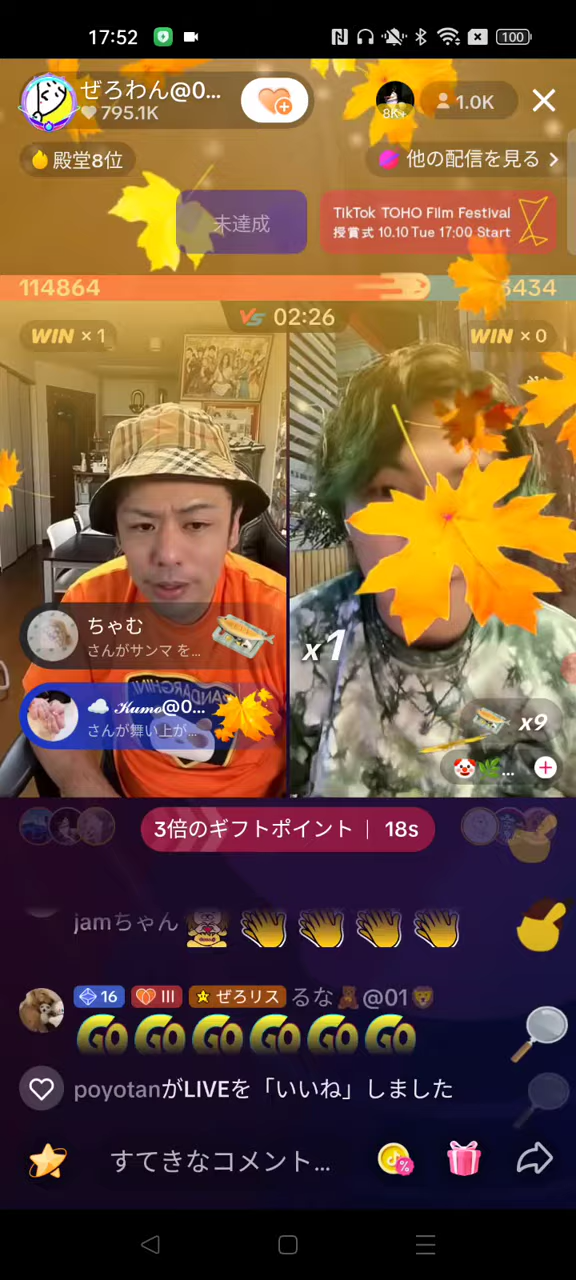 17:52
100
ぜろわん@0...
795.1K
8K+
1.0K
殿堂8位
他の配信を見る
未達成
TikTok TOHO Film Festival
授賞式 10.10 Tue 17:00 Start
114864
3434
VS 02:26
WIN × 1
WIN × 0
ちゃむ
さんがサンマ を...
x1
Kumo@0...
さんが舞い上が...
x9
...
3倍のギフトポイント | 18s
jamちゃん
16 III ぜろリス るな @01
GO GO GO GO GO GO
poyotanがLIVEを「いいね」しました
すてきなコメント...